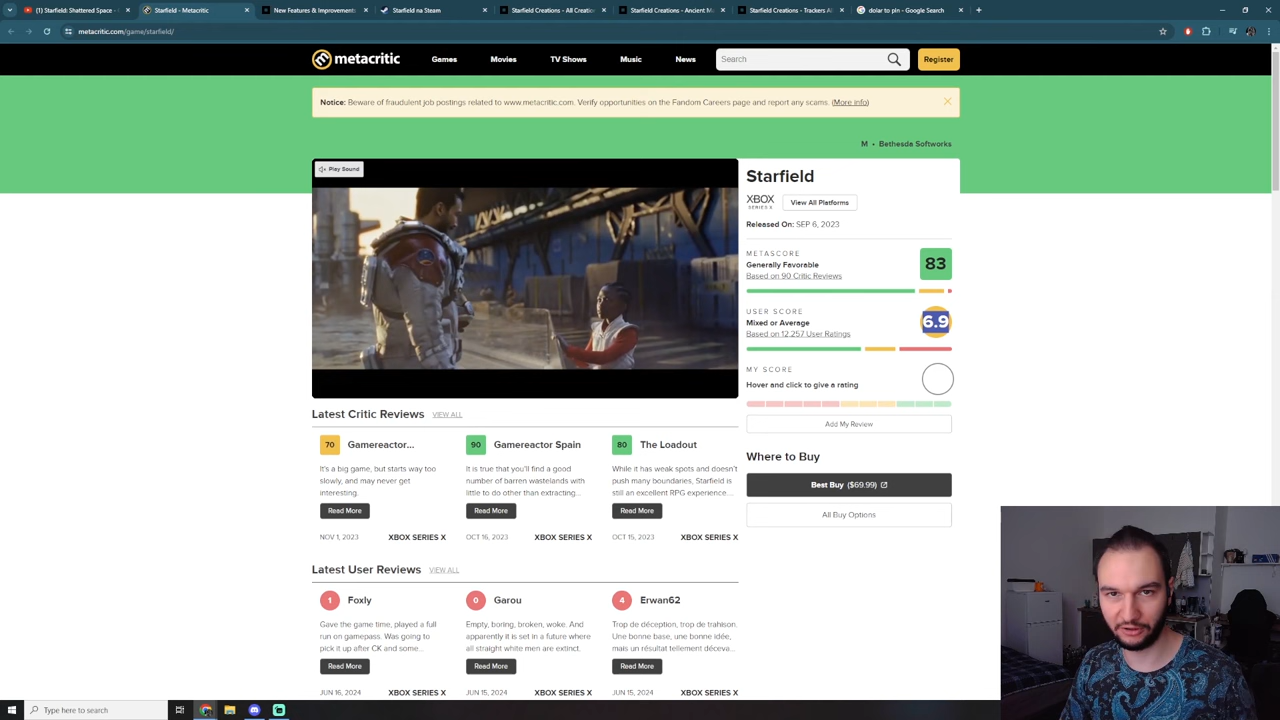 (1) Starfield: Shattered Space -
Starfield - Metacritic
New Features & Improvements
Starfield na Steam
Starfield Creations - All Creation
Starfield Creations - Ancient M
Starfield Creations - Trackers Al
dolar to pln - Google Search
metacritic.com/game/starfield/
metacritic
Games
Movies
TV Shows
Music
News
Search
Register
Notice: Beware of fraudulent job postings related to www.metacritic.com. Verify opportunities on the Fandom Careers page and report any scams. (More info)
M • Bethesda Softworks
Play Sound
Starfield
XBOX
SERIES X
View All Platforms
Released On: SEP 6, 2023
METASCORE
Generally Favorable
Based on 90 Critic Reviews
83
USER SCORE
Mixed or Average
Based on 12,257 User Ratings
6.9
MY SCORE
Hover and click to give a rating
Add My Review
Where to Buy
Best Buy ($69.99)
All Buy Options
Latest Critic Reviews VIEW ALL
70 Gamereactor...
It's a big game, but starts way too
slowly, and may never get
interesting.
Read More
NOV 1, 2023 XBOX SERIES X
90 Gamereactor Spain
It is true that you'll find a good
number of barren wastelands with
little to do other than extracting...
Read More
OCT 16, 2023 XBOX SERIES X
80 The Loadout
While it has weak spots and doesn't
push many boundaries, Starfield is
still an excellent RPG experience...
Read More
OCT 15, 2023 XBOX SERIES X
Latest User Reviews VIEW ALL
1 Foxly
Gave the game time, played a full
run on gamepass. Was going to
pick it up after CK and some...
Read More
JUN 16, 2024 XBOX SERIES X
0 Garou
Empty, boring, broken, woke. And
apparently it is set in a future where
all straight white men are extinct.
Read More
JUN 15, 2024 XBOX SERIES X
4 Erwan62
Trop de déception, trop de trahison.
Une bonne base, une bonne idée,
mais un résultat tellement déceva...
Read More
JUN 15, 2024 XBOX SERIES X
Type here to search